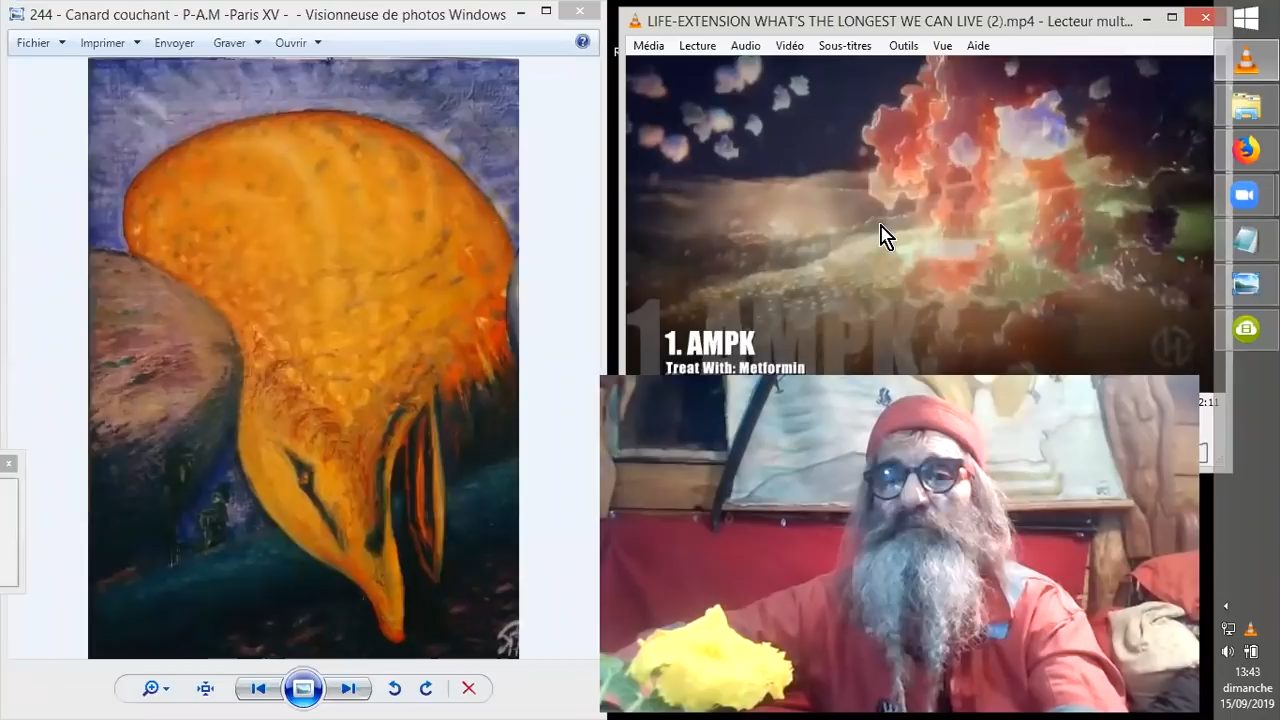 244 - Canard couchant - P-A.M -Paris XV - - Visionneuse de photos Windows
Fichier Imprimer Envoyer Graver Ouvrir
LIFE-EXTENSION WHAT'S THE LONGEST WE CAN LIVE (2).mp4 - Lecteur mult...
Média Lecture Audio Vidéo Sous-titres Outils Vue Aide
1. AMPK
Treat With: Metformin
2:11
13:43
dimanche
15/09/2019